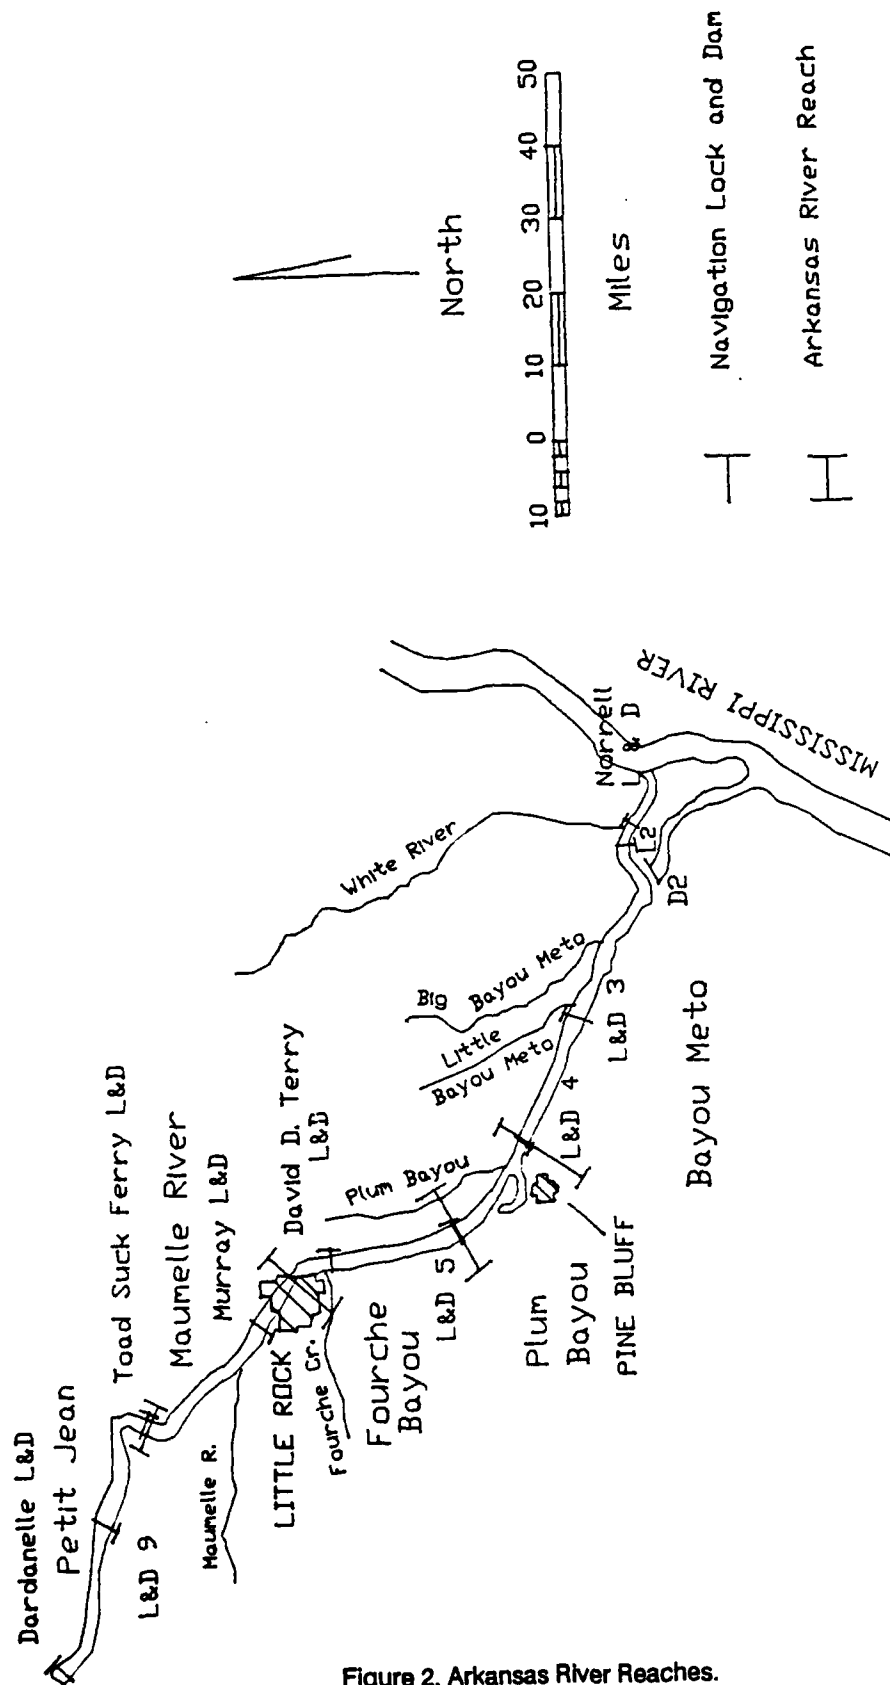 Dardanelle L&D
Petit Jean
L&D 9
Toad Suck Ferry L&D
Maumelle River
Murray L&D
Maumelle R.
LITTLE ROCK
Fourche Cr.
David D. Terry
L&D
Fourche
Bayou
L&D 5
Plum Bayou
Plum
Bayou
PINE BLUFF
L&D 4
Little
Bayou Meto
Big
Bayou Meto
L&D 3
Bayou Meto
White River
D2
L2
Norrell
L & D
MISSISSIPPI RIVER
North
10 0 10 20 30 40 50
Miles
Navigation Lock and Dam
Arkansas River Reach
Figure 2. Arkansas River Reaches.